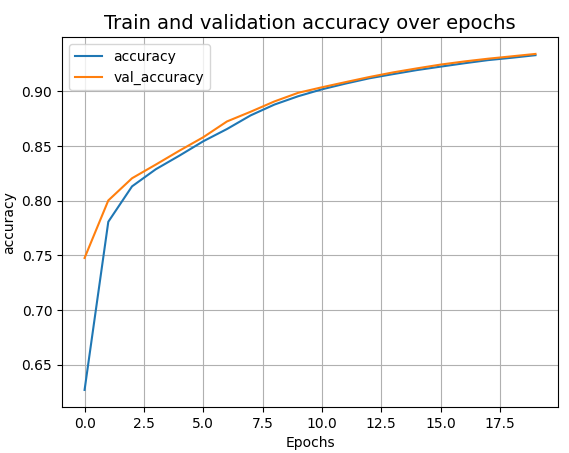 Train and validation accuracy over epochs
accuracy
val_accuracy
0.90
0.85
0.80
0.75
0.70
0.65
accuracy
0.0 2.5 5.0 7.5 10.0 12.5 15.0 17.5
Epochs